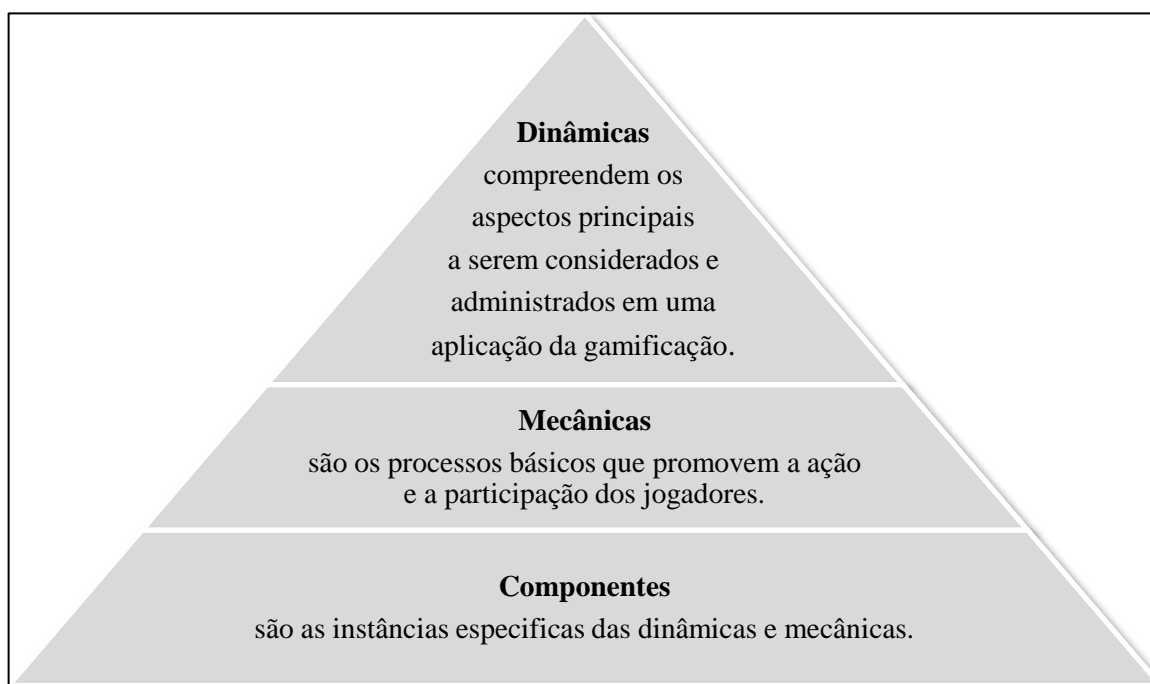 Dinâmicas
compreendem os
aspectos principais
a serem considerados e
administrados em uma
aplicação da gamificação.
Mecânicas
são os processos básicos que promovem a ação
e a participação dos jogadores.
Componentes
são as instâncias especificas das dinâmicas e mecânicas.